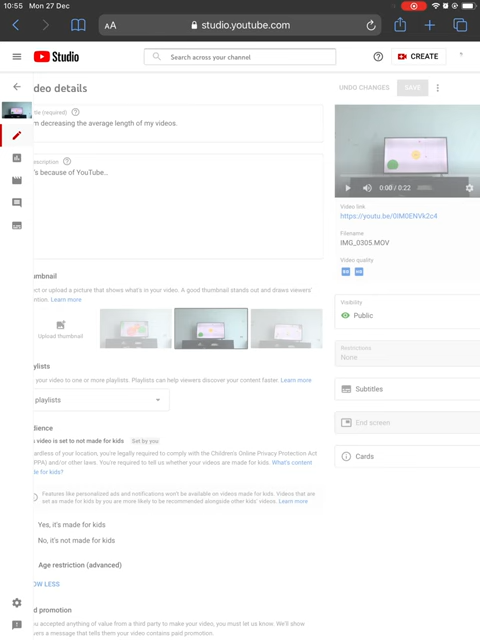 10:55 Mon 27 Dec
AA studio.youtube.com
Studio Search across your channel CREATE
deo details UNDO CHANGES SAVE
tle (required)
m decreasing the average length of my videos.
escription
's because of YouTube...
0:00 / 0:22
Video link
https://youtu.be/0IM0ENVk2c4
Filename
IMG_0305.MOV
Video quality
Visibility
Public
Restrictions
None
Subtitles
End screen
Cards
umbnail
ect or upload a picture that shows what's in your video. A good thumbnail stands out and draws viewers'
ntion. Learn more
Upload thumbnail
ylists
your video to one or more playlists. Playlists can help viewers discover your content faster. Learn more
playlists
dience
video is set to not made for kids Set by you
ardless of your location, you're legally required to comply with the Children's Online Privacy Protection Act
PPA) and/or other laws. You're required to tell us whether your videos are made for kids. What's content
de for kids?
Features like personalized ads and notifications won't be available on videos made for kids. Videos that
are set as made for kids by you are more likely to be recommended alongside other kids' videos. Learn more
Yes, it's made for kids
No, it's not made for kids
Age restriction (advanced)
OW LESS
d promotion
u accepted anything of value from a third party to make your video, you must let us know. We'll show
ers a message that tells them your video contains paid promotion.